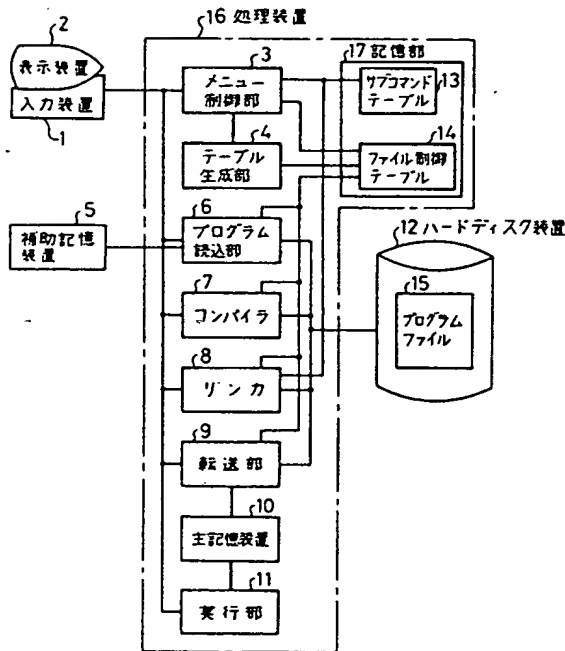 16 処理装置
2
表示装置
入力装置
1
3
メニュー
制御部
4
テーブル
生成部
17 記憶部
サブコマンド
テーブル
13
14
ファイル制御
テーブル
5
補助記憶
装置
6
プログラム
読込部
7
コンパイラ
8
リンカ
9
転送部
10
主記憶装置
11
実行部
12 ハードディスク装置
15
プログラム
ファイル